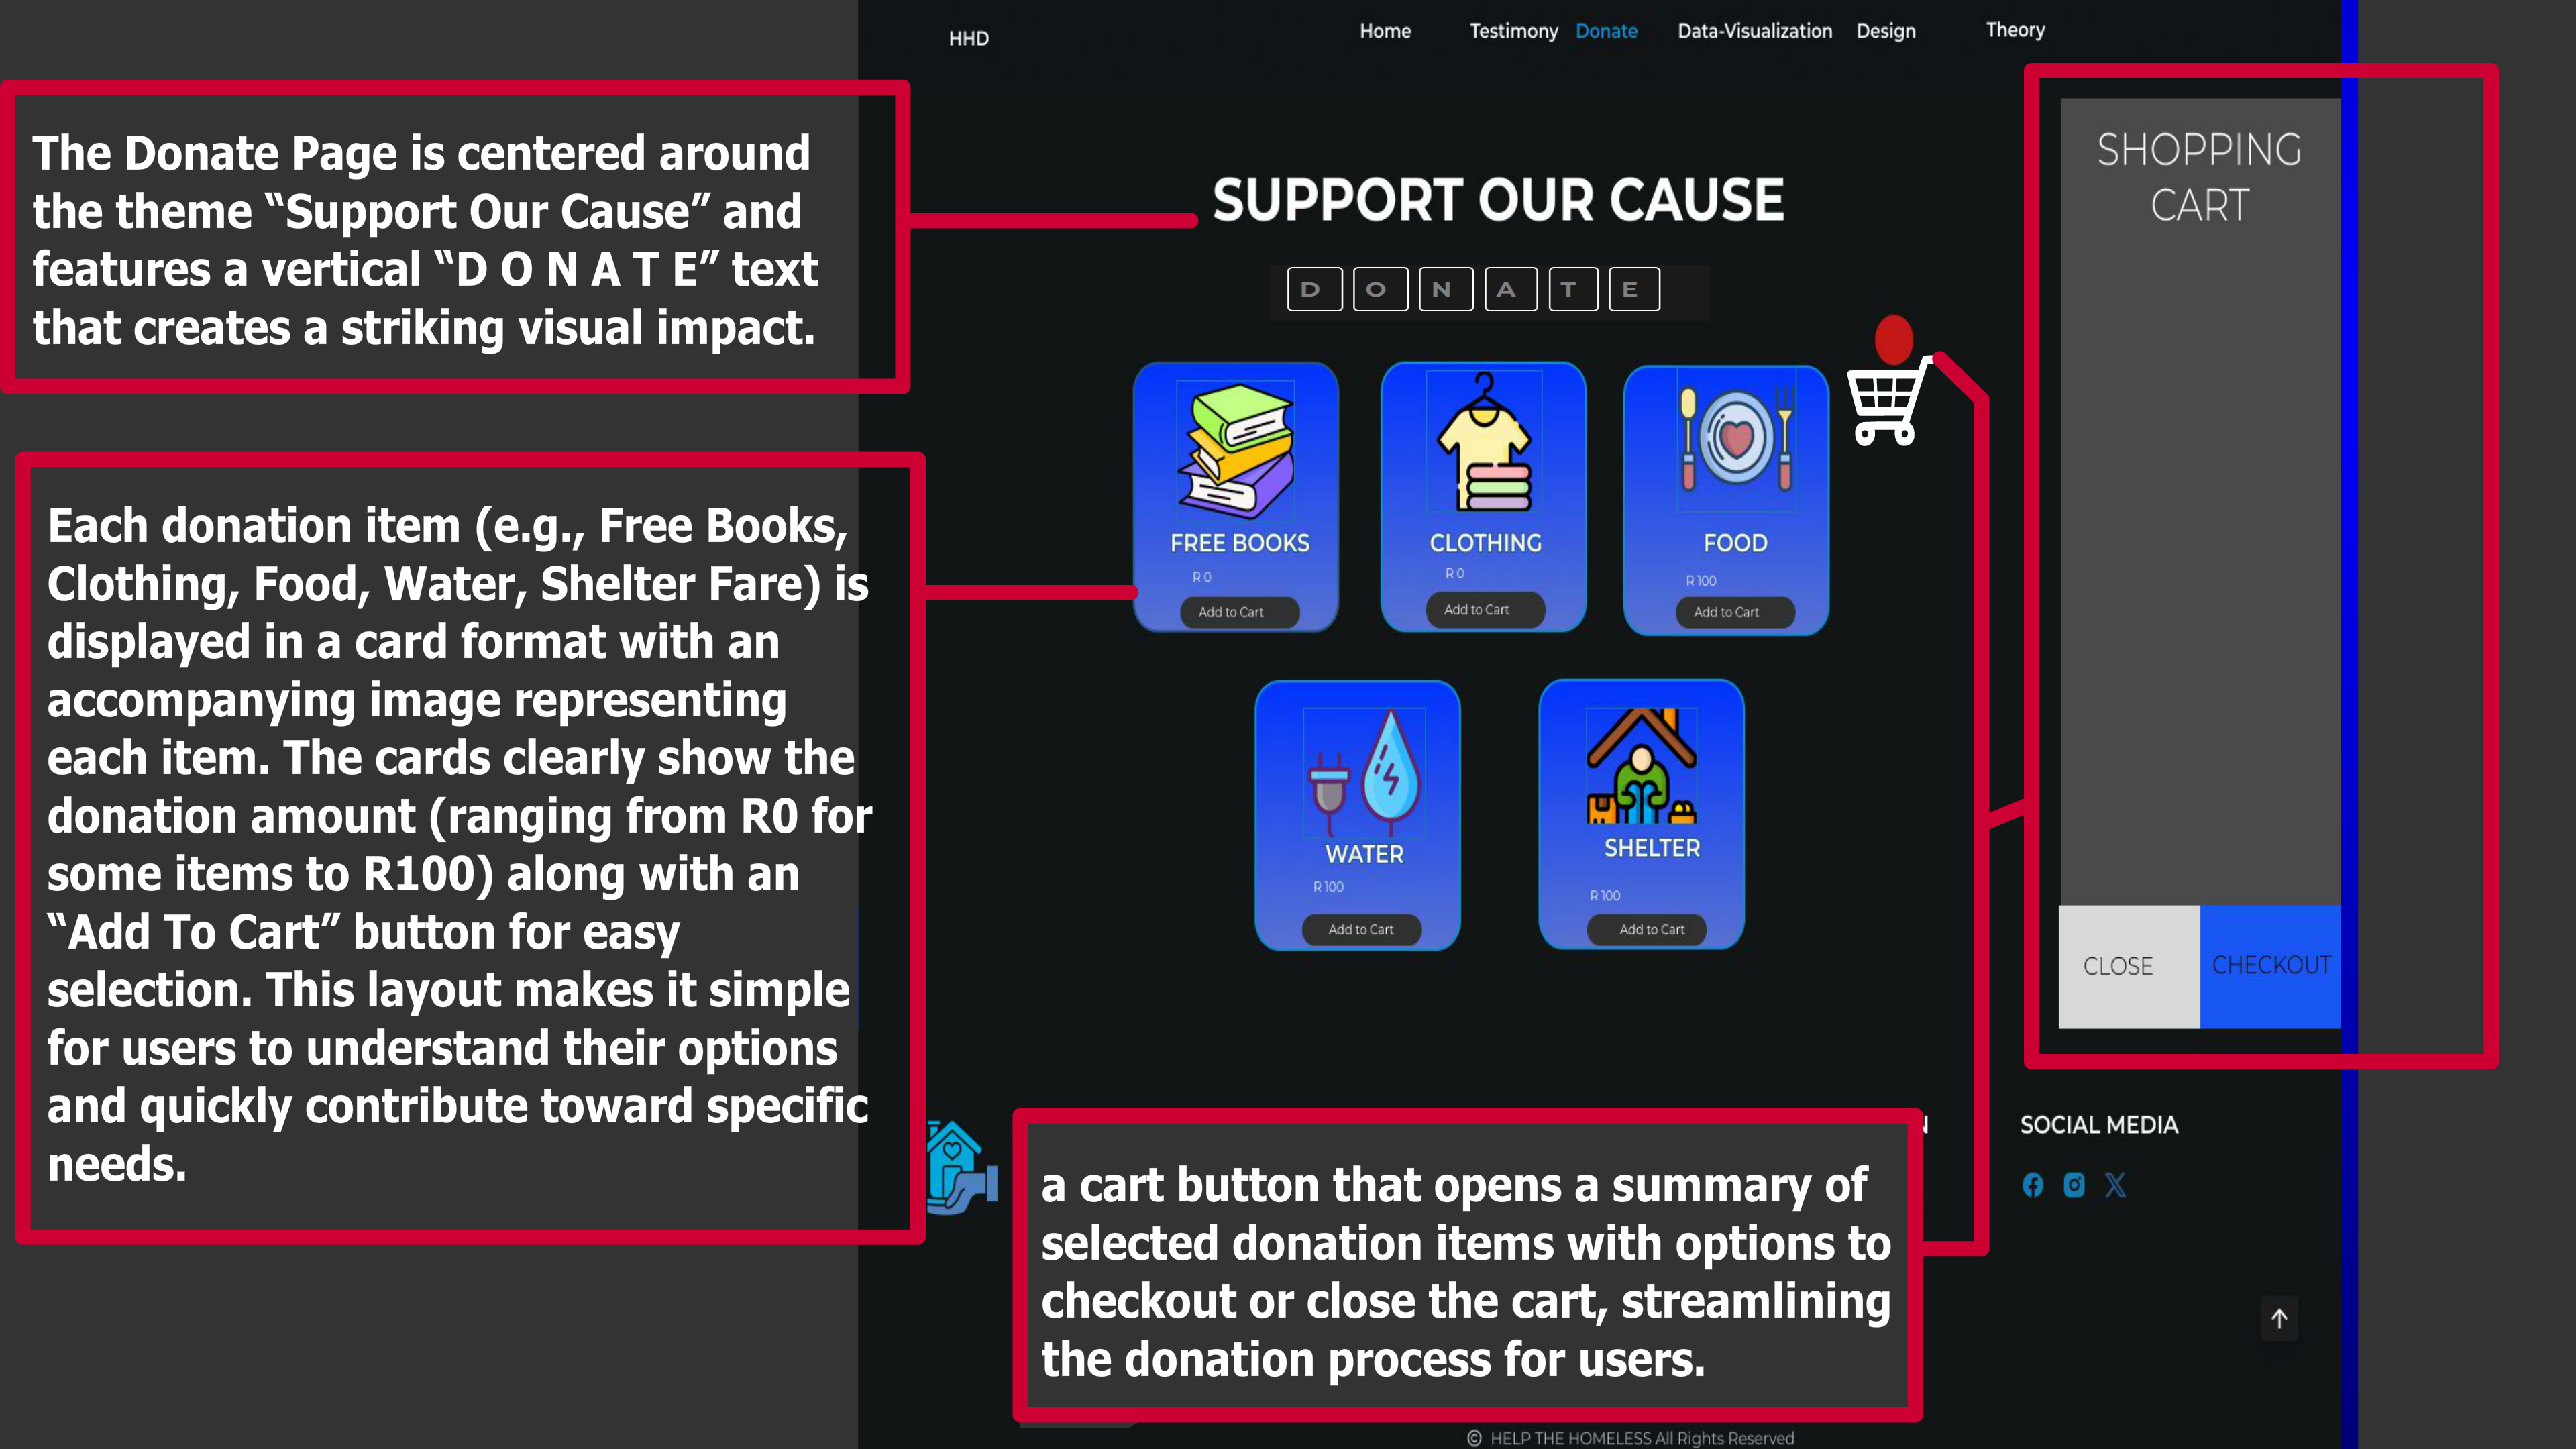 HHD
Home Testimony Donate Data-Visualization Design Theory
The Donate Page is centered around
the theme “Support Our Cause” and
features a vertical “D O N A T E” text
that creates a striking visual impact.
SUPPORT OUR CAUSE
D O N A T E
SHOPPING
CART
Each donation item (e.g., Free Books,
Clothing, Food, Water, Shelter Fare) is
displayed in a card format with an
accompanying image representing
each item. The cards clearly show the
donation amount (ranging from R0 for
some items to R100) along with an
“Add To Cart” button for easy
selection. This layout makes it simple
for users to understand their options
and quickly contribute toward specific
needs.
FREE BOOKS
R 0
Add to Cart
CLOTHING
R 0
Add to Cart
FOOD
R 100
Add to Cart
WATER
R 100
Add to Cart
SHELTER
R 100
Add to Cart
CLOSE
CHECKOUT
a cart button that opens a summary of
selected donation items with options to
checkout or close the cart, streamlining
the donation process for users.
SOCIAL MEDIA
© HELP THE HOMELESS All Rights Reserved